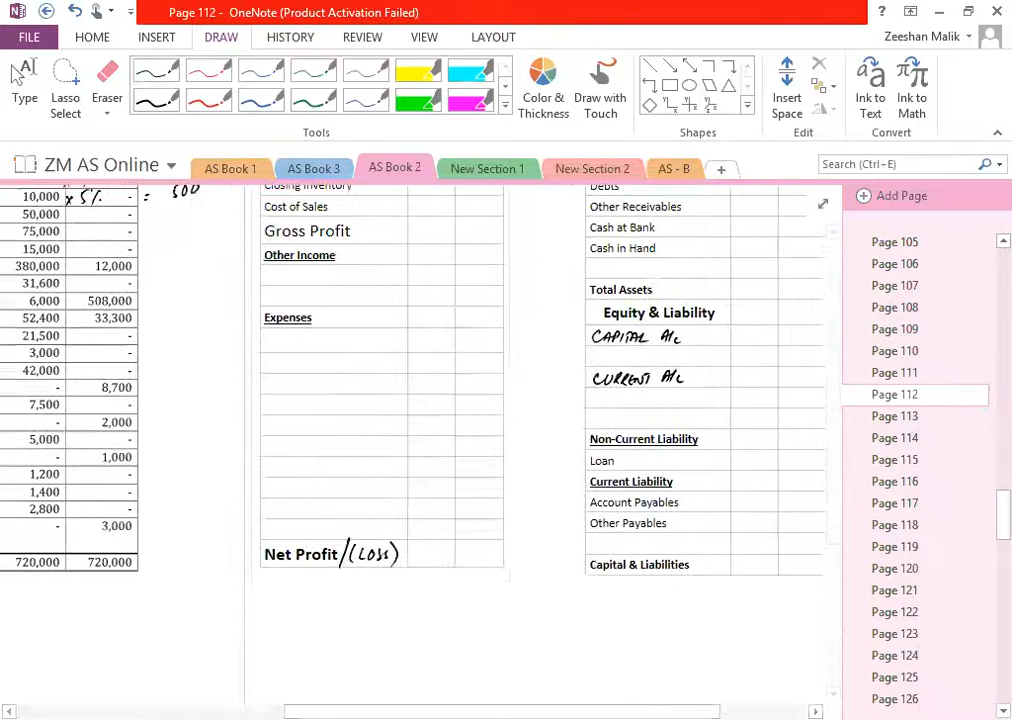 Page 112 - OneNote (Product Activation Failed)
?
FILE
HOME
INSERT
DRAW
HISTORY
REVIEW
VIEW
LAYOUT
Zeeshan Malik
Type
Lasso Select
Eraser
Color & Thickness
Draw with Touch
Insert Space
Ink to Text
Ink to Math
Tools
Shapes
Edit
Convert
ZM AS Online
AS Book 1
AS Book 3
AS Book 2
New Section 1
New Section 2
AS - B
Search (Ctrl+E)
10,000 x 5% - = 500
50,000 -
75,000 -
15,000 -
380,000 12,000
31,600 -
6,000 508,000
52,400 33,300
21,500 -
3,000 -
42,000 -
- 8,700
7,500 -
- 2,000
5,000 -
- 1,000
1,200 -
1,400 -
2,800 -
- 3,000
720,000 720,000
Closing Inventory
Cost of Sales
Gross Profit
Other Income
Expenses
Net Profit/(Loss)
Debts
Other Receivables
Cash at Bank
Cash in Hand
Total Assets
Equity & Liability
CAPITAL A/c
CURRENT A/c
Non-Current Liability
Loan
Current Liability
Account Payables
Other Payables
Capital & Liabilities
Add Page
Page 105
Page 106
Page 107
Page 108
Page 109
Page 110
Page 111
Page 112
Page 113
Page 114
Page 115
Page 116
Page 117
Page 118
Page 119
Page 120
Page 121
Page 122
Page 123
Page 124
Page 125
Page 126